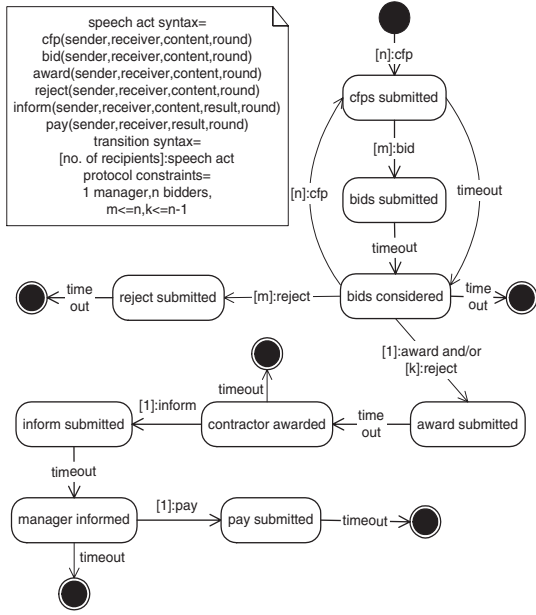 speech act syntax=
cfp(sender,receiver,content,round)
bid(sender,receiver,content,round)
award(sender,receiver,content,round)
reject(sender,receiver,content,round)
inform(sender,receiver,content,result,round)
pay(sender,receiver,result,round)
transition syntax=
[no. of recipients]:speech act
protocol constraints=
1 manager,n bidders,
m<=n,k<=n-1
[n]:cfp
cfps submitted
[m]:bid
[n]:cfp
timeout
bids submitted
timeout
time
out
reject submitted
[m]:reject
bids considered
time
out
[1]:award and/or
[k]:reject
timeout
inform submitted
[1]:inform
contractor awarded
time
out
award submitted
timeout
manager informed
[1]:pay
pay submitted
timeout
timeout